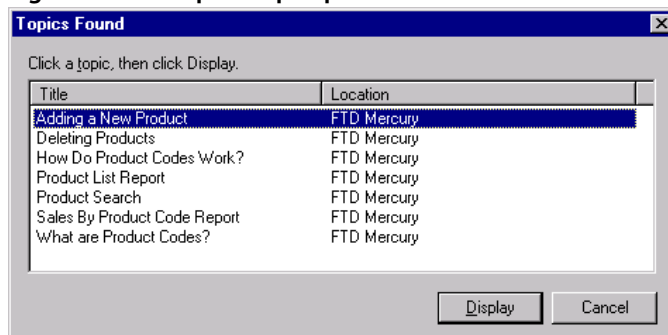 Topics Found
Click a topic, then click Display.
Title Location
Adding a New Product FTD Mercury
Deleting Products FTD Mercury
How Do Product Codes Work? FTD Mercury
Product List Report FTD Mercury
Product Search FTD Mercury
Sales By Product Code Report FTD Mercury
What are Product Codes? FTD Mercury
Display Cancel